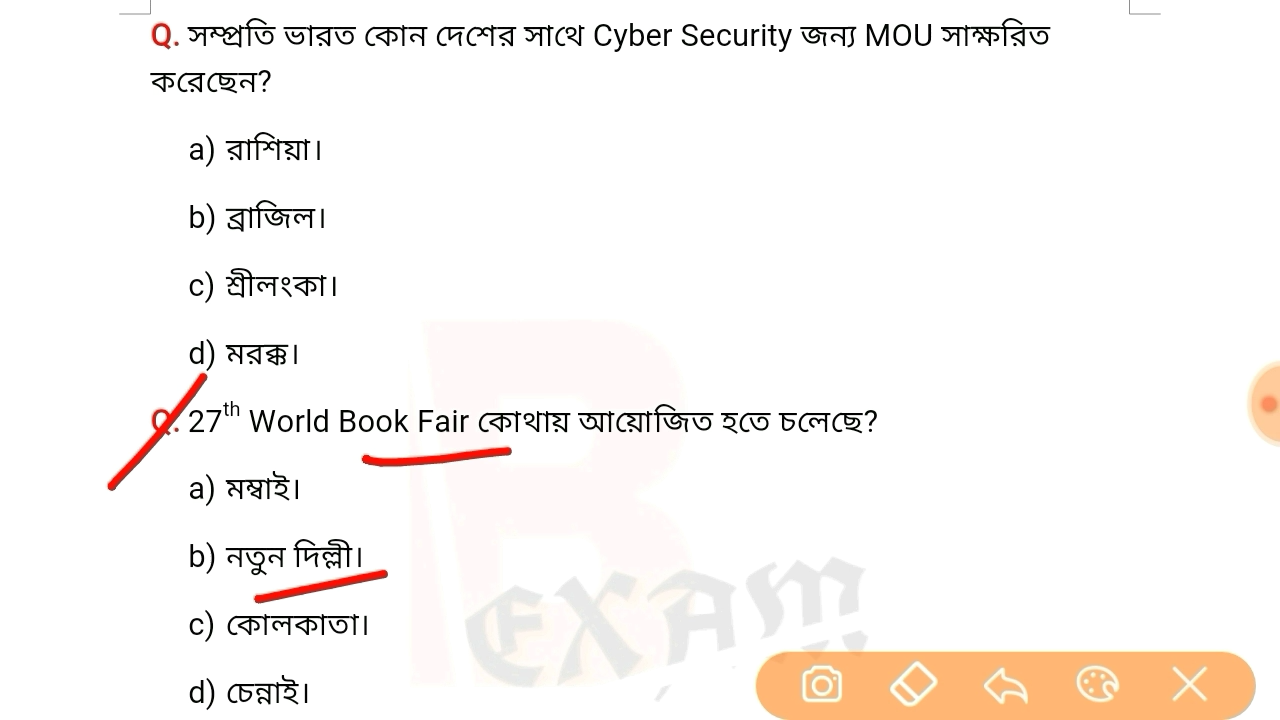 Q. সম্প্রতি ভারত কোন দেশের সাথে Cyber Security জন্য MOU সাক্ষরিত
করেছেন?
a) রাশিয়া।
b) ব্রাজিল।
c) শ্রীলংকা।
d) মরক্ক।
Q. 27th World Book Fair কোথায় আয়োজিত হতে চলেছে?
a) মম্বাই।
b) নতুন দিল্লী।
c) কোলকাতা।
d) চেন্নাই।
B
EXAM